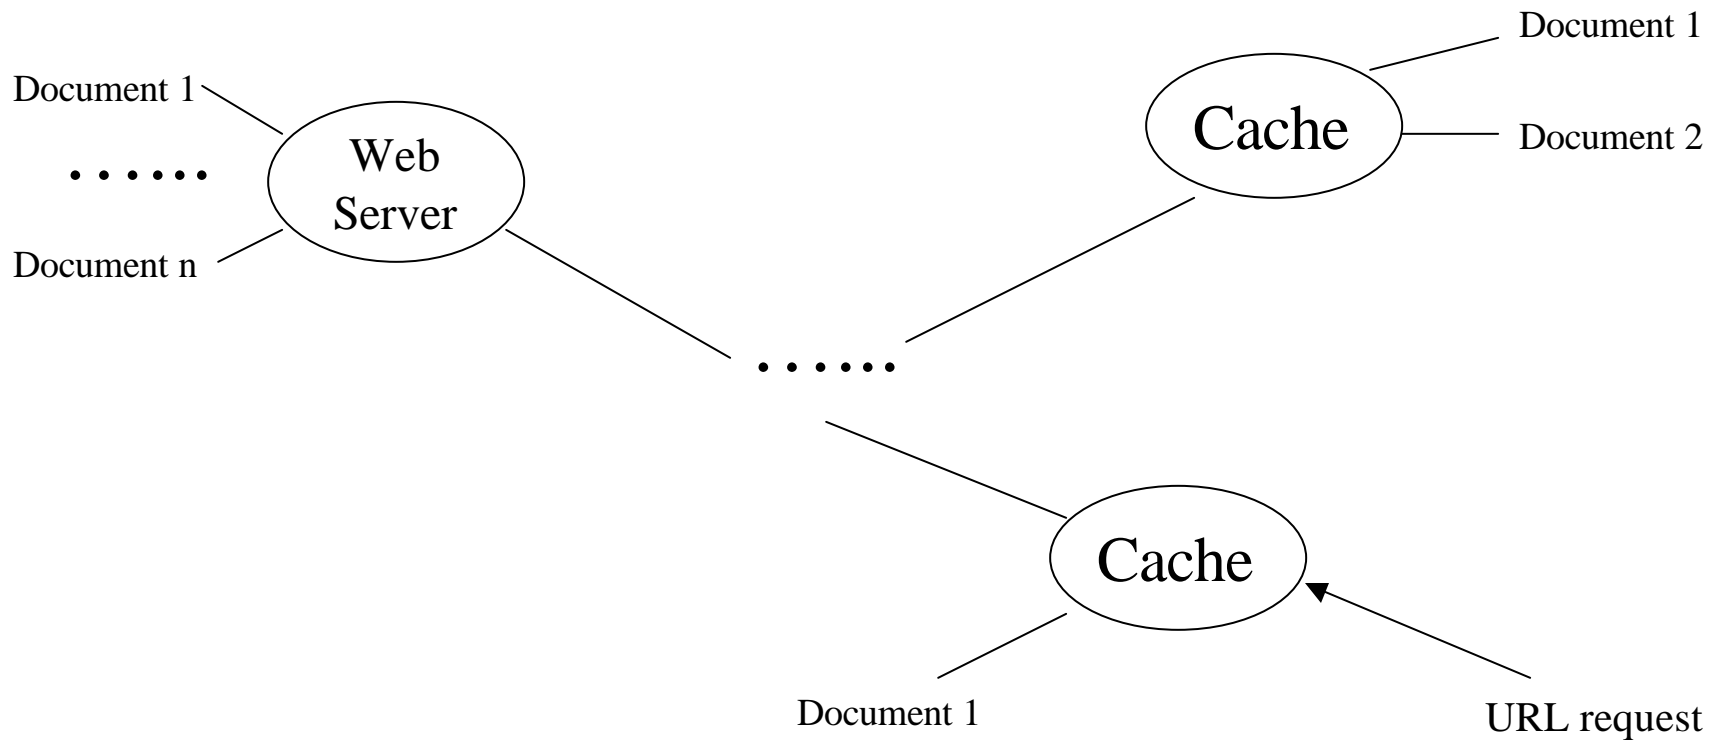 Document 1
Web
Server
......
Document n
......
Cache
Document 1
Document 2
Cache
Document 1
URL request